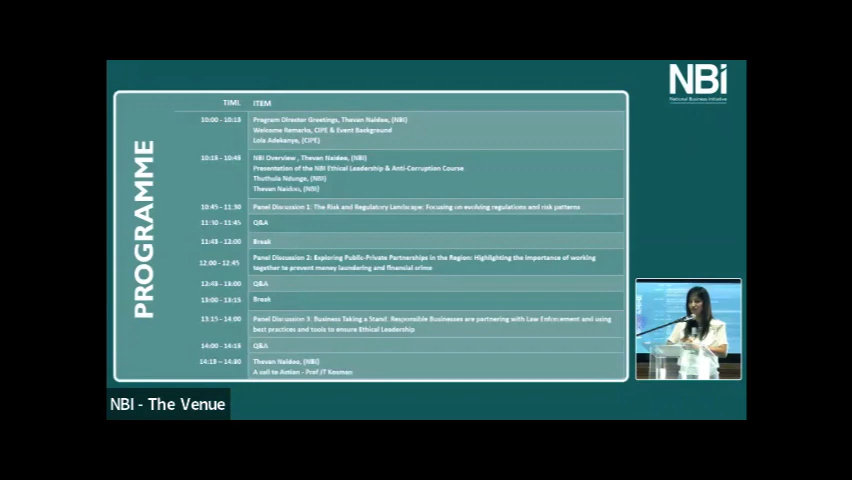 NBi
National Business Initiative
PROGRAMME
TIME ITEM
10:00 - 10:15 Program Director Greetings, Thevan Naidoo, (NBI)
Welcome Remarks, CIPE & Event Background
Lola Adekanye, (CIPE)
10:15 - 10:45 NBI Overview , Thevan Naidoo, (NBI)
Presentation of the NBI Ethical Leadership & Anti-Corruption Course
Thuthula Ndunge, (NBI)
Thevan Naidoo, (NBI)
10:45 - 11:30 Panel Discussion 1: The Risk and Regulatory Landscape: Focusing on evolving regulations and risk patterns
11:30 - 11:45 Q&A
11:45 - 12:00 Break
12:00 - 12:45 Panel Discussion 2: Exploring Public-Private Partnerships in the Region: Highlighting the importance of working
together to prevent money laundering and financial crime
12:45 - 13:00 Q&A
13:00 - 13:15 Break
13:15 - 14:00 Panel Discussion 3: Business Taking a Stand: Responsible Businesses are partnering with Law Enforcement and using
best practices and tools to ensure Ethical Leadership
14:00 - 14:15 Q&A
14:15 - 14:30 Thevan Naidoo, (NBI)
A call to Action - Prof JT
NBI - The Venue